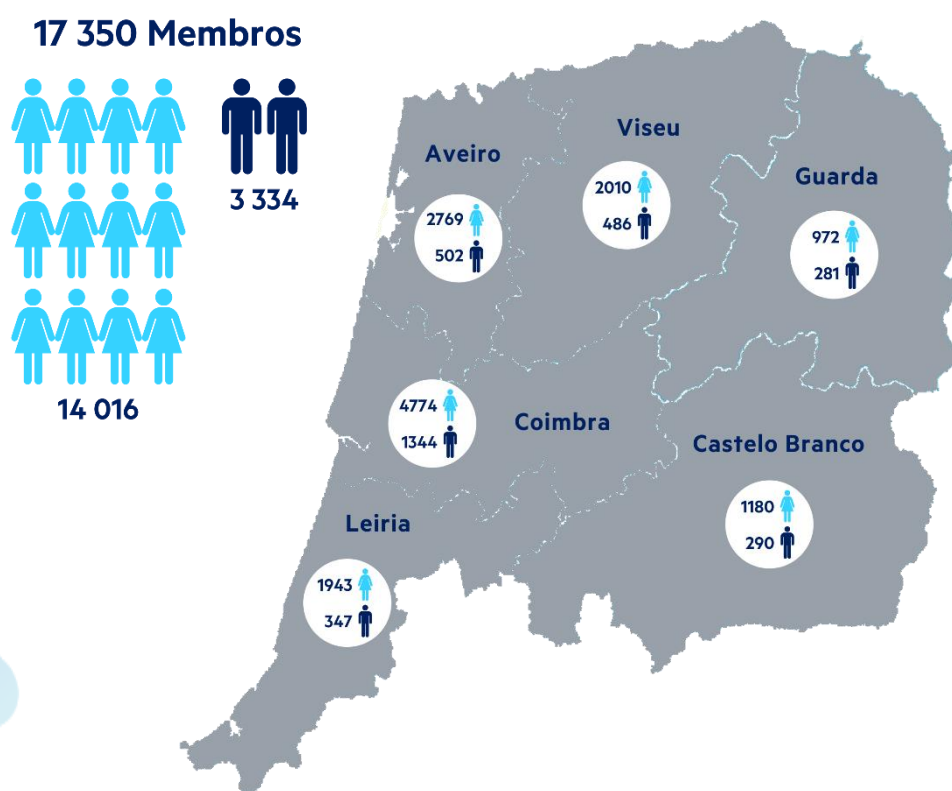 17 350 Membros
3 334
14 016
Aveiro
2769
502
Viseu
2010
486
Guarda
972
281
4774
1344
Coimbra
Castelo Branco
1180
290
Leiria
1943
347